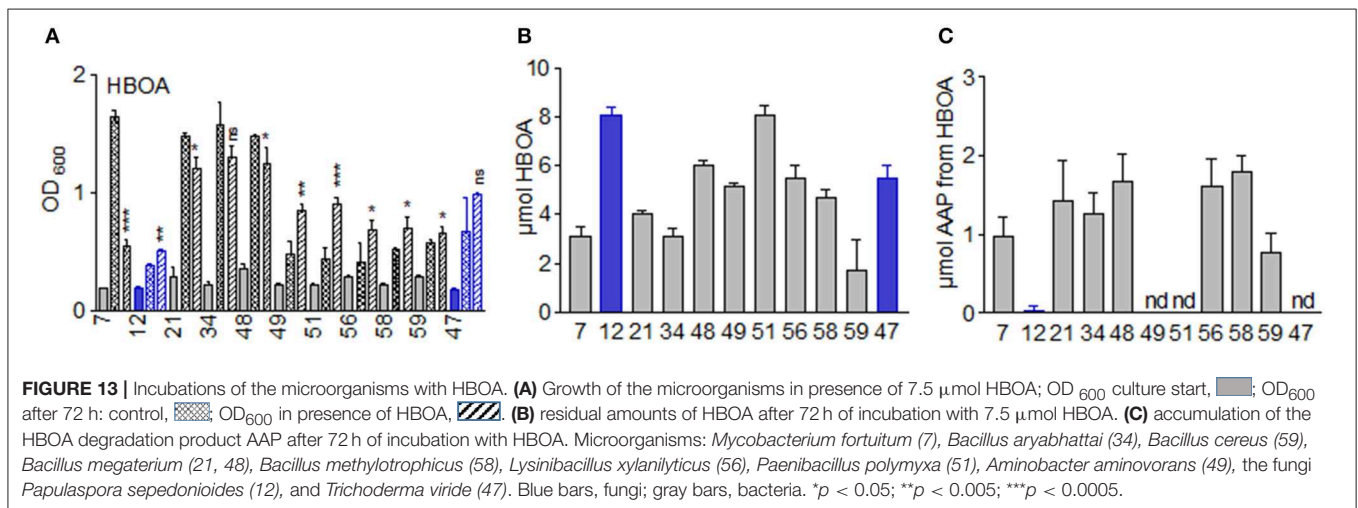 A
B
C
HBOA
OD 600
2
1
0
***
**
*
ns
*
**
***
*
*
*
ns
7 12 21 34 48 49 51 56 58 59 47
µmol HBOA
10
8
6
4
2
0
7 12 21 34 48 49 51 56 58 59 47
µmol AAP from HBOA
3
2
1
0
nd nd nd
7 12 21 34 48 49 51 56 58 59 47
FIGURE 13 | Incubations of the microorganisms with HBOA. (A) Growth of the microorganisms in presence of 7.5 µmol HBOA; OD 600 culture start, ; OD600
after 72 h: control, ; OD600 in presence of HBOA, . (B) residual amounts of HBOA after 72 h of incubation with 7.5 µmol HBOA. (C) accumulation of the
HBOA degradation product AAP after 72 h of incubation with HBOA. Microorganisms: Mycobacterium fortuitum (7), Bacillus aryabhattai (34), Bacillus cereus (59),
Bacillus megaterium (21, 48), Bacillus methylotrophicus (58), Lysinibacillus xylanilyticus (56), Paenibacillus polymyxa (51), Aminobacter aminovorans (49), the fungi
Papulaspora sepedonioides (12), and Trichoderma viride (47). Blue bars, fungi; gray bars, bacteria. *p < 0.05; **p < 0.005; ***p < 0.0005.